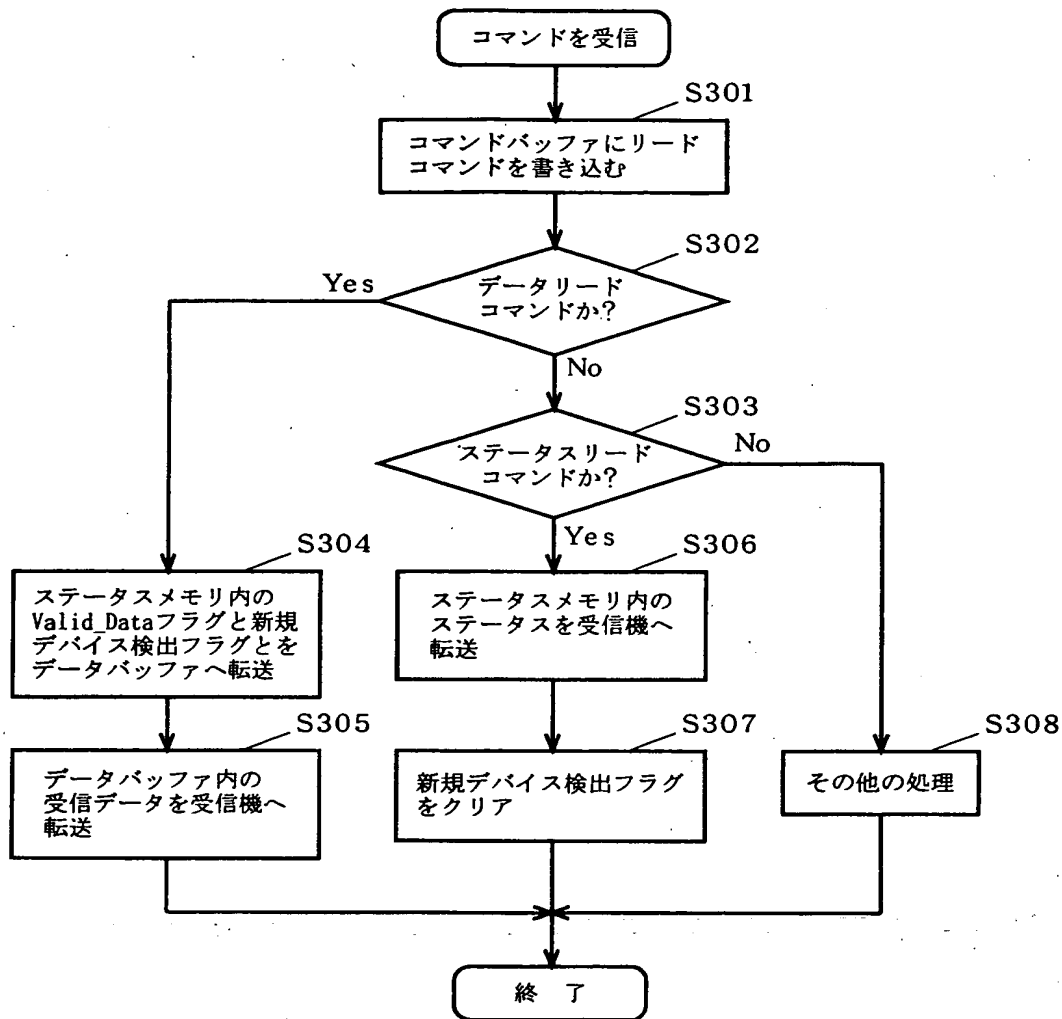 コマンドを受信
S301
コマンドバッファにリード
コマンドを書き込む
S302
データリード
コマンドか?
Yes
No
S303
ステータスリード
コマンドか?
No
Yes
S304
ステータスメモリ内の
Valid_Dataフラグと新規
デバイス検出フラグとを
データバッファへ転送
S306
ステータスメモリ内の
ステータスを受信機へ
転送
S305
データバッファ内の
受信データを受信機へ
転送
S307
新規デバイス検出フラグ
をクリア
S308
その他の処理
終 了